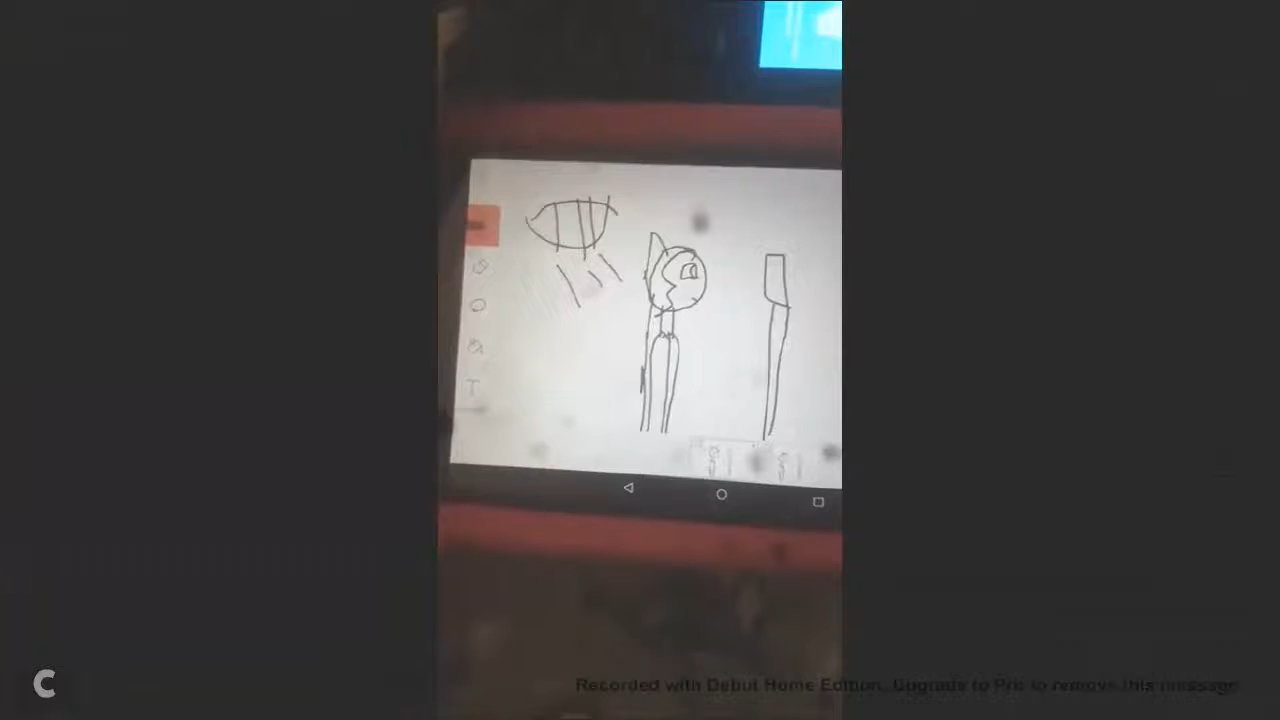 T
C
Recorded with Debut Home Edition. Upgrade to Pro to remove this message